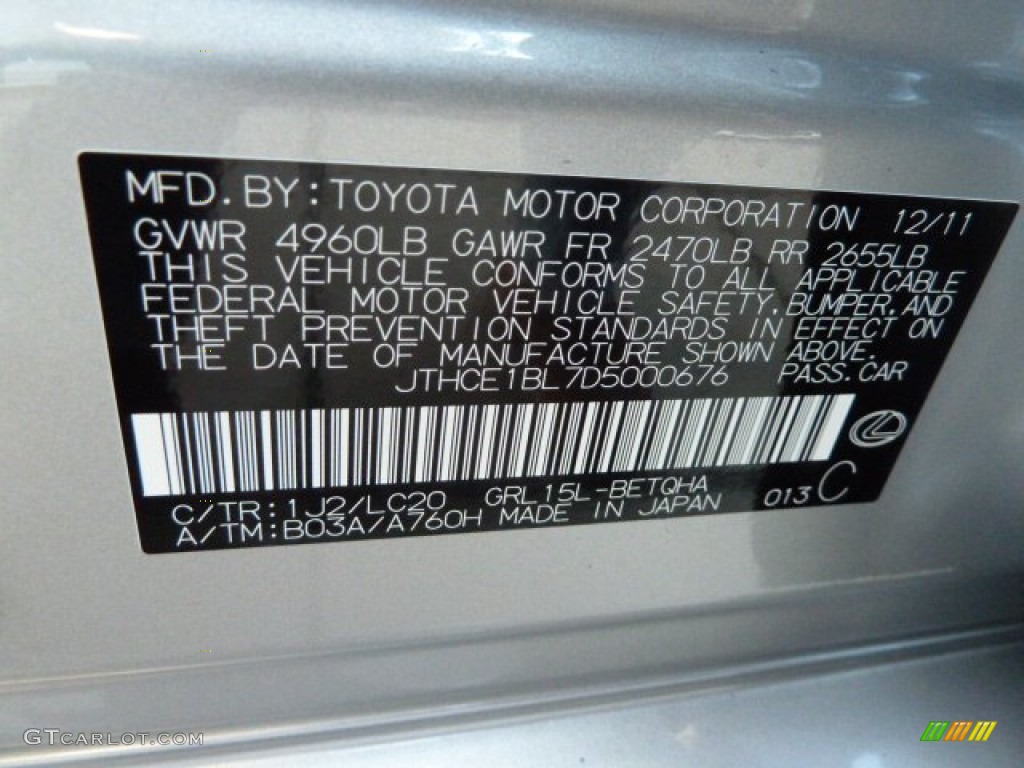 MFD. BY: TOYOTA MOTOR CORPORATION 12/11
GVWR 4960LB GAWR FR 2470LB RR 2655LB
THIS VEHICLE CONFORMS TO ALL APPLICABLE
FEDERAL MOTOR VEHICLE SAFETY, BUMPER, AND
THEFT PREVENTION STANDARDS IN EFFECT ON
THE DATE OF MANUFACTURE SHOWN ABOVE.
JTHCE1BL7D5000676 PASS. CAR
C/TR: 1J2/LC20 GRL15L-BETQHA
A/TM: B03A/A760H MADE IN JAPAN 013 C
GTCARLOT.COM